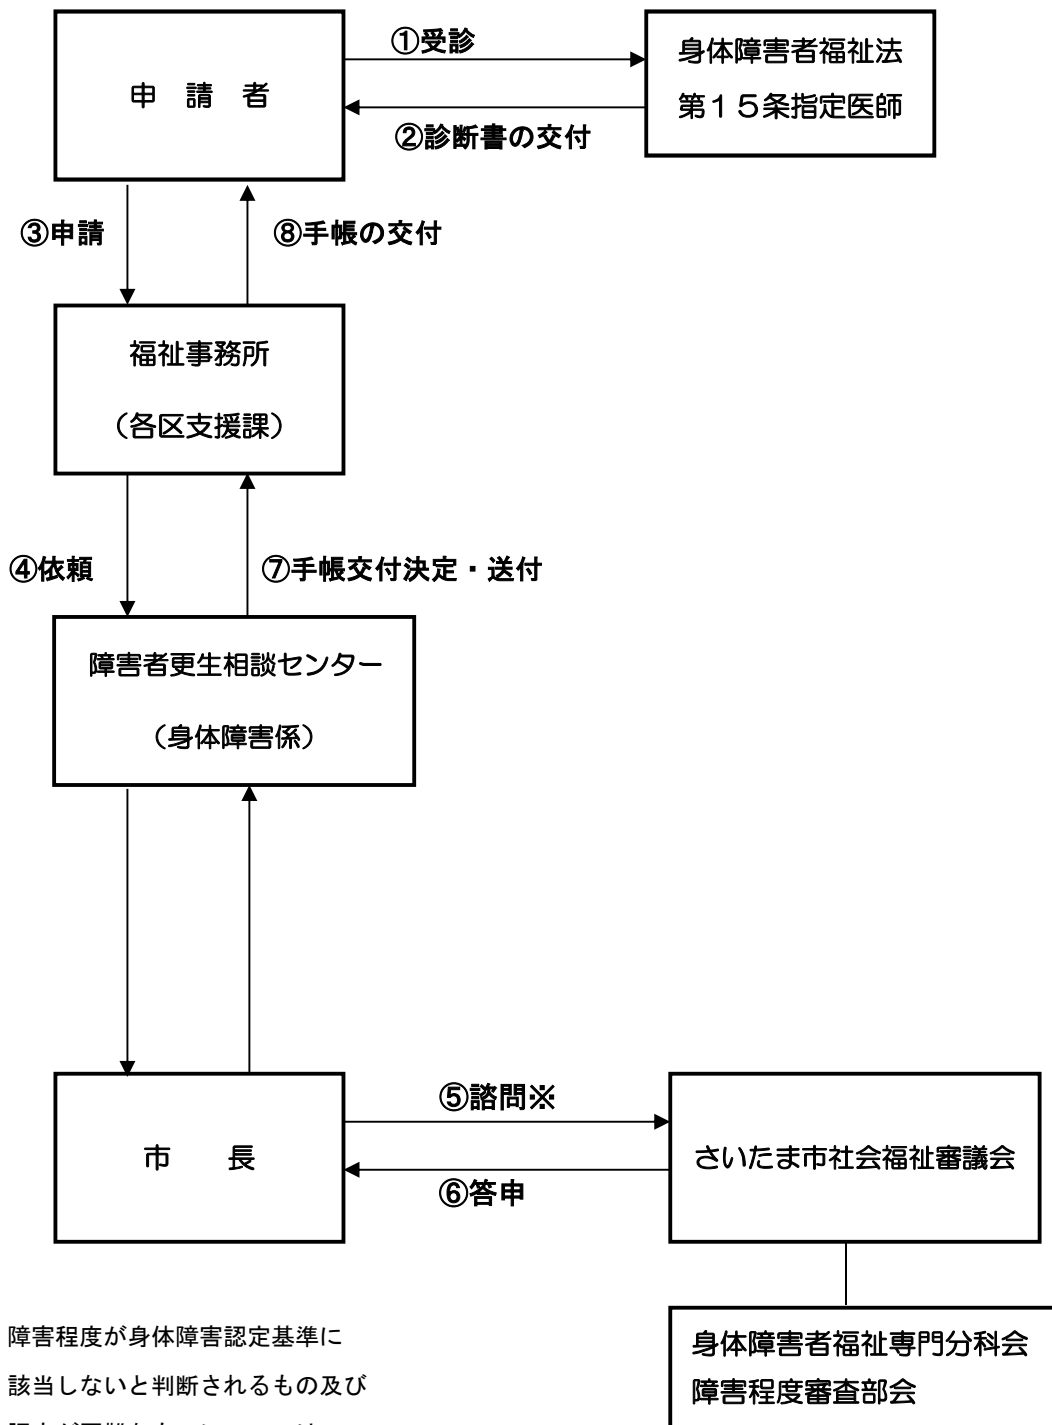 申　請　者
①受診
②診断書の交付
身体障害者福祉法
第１５条指定医師
③申請
⑧手帳の交付
福祉事務所
（各区支援課）
④依頼
⑦手帳交付決定・送付
障害者更生相談センター
（身体障害係）
市　　長
⑤諮問※
⑥答申
さいたま市社会福祉審議会
身体障害者福祉専門分科会
障害程度審査部会
障害程度が身体障害認定基準に
該当しないと判断されるもの及び